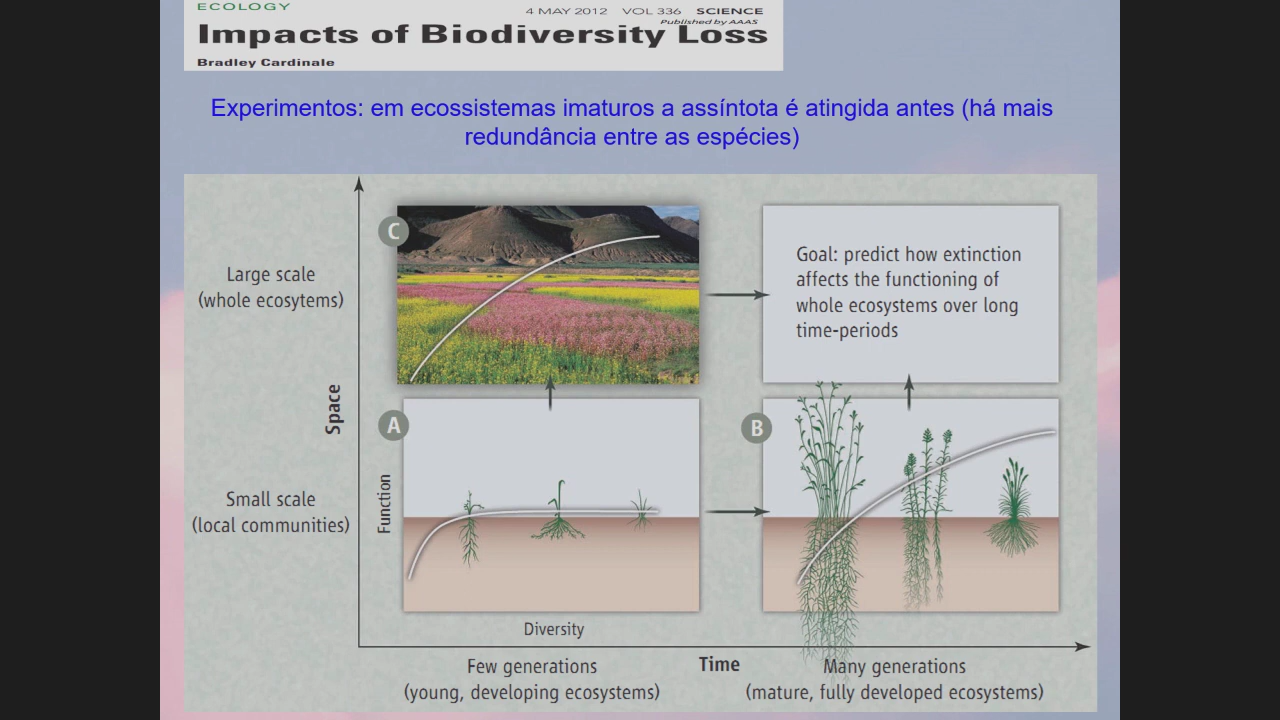 ECOLOGY
4 MAY 2012 VOL 336 SCIENCE
Published by AAAS
Impacts of Biodiversity Loss
Bradley Cardinale
Experimentos: em ecossistemas imaturos a assíntota é atingida antes (há mais
redundância entre as espécies)
C
Large scale
(whole ecosytems)
Goal: predict how extinction
affects the functioning of
whole ecosystems over long
time-periods
Space
A
B
Small scale
(local communities)
Function
Diversity
Few generations
(young, developing ecosystems)
Time
Many generations
(mature, fully developed ecosystems)